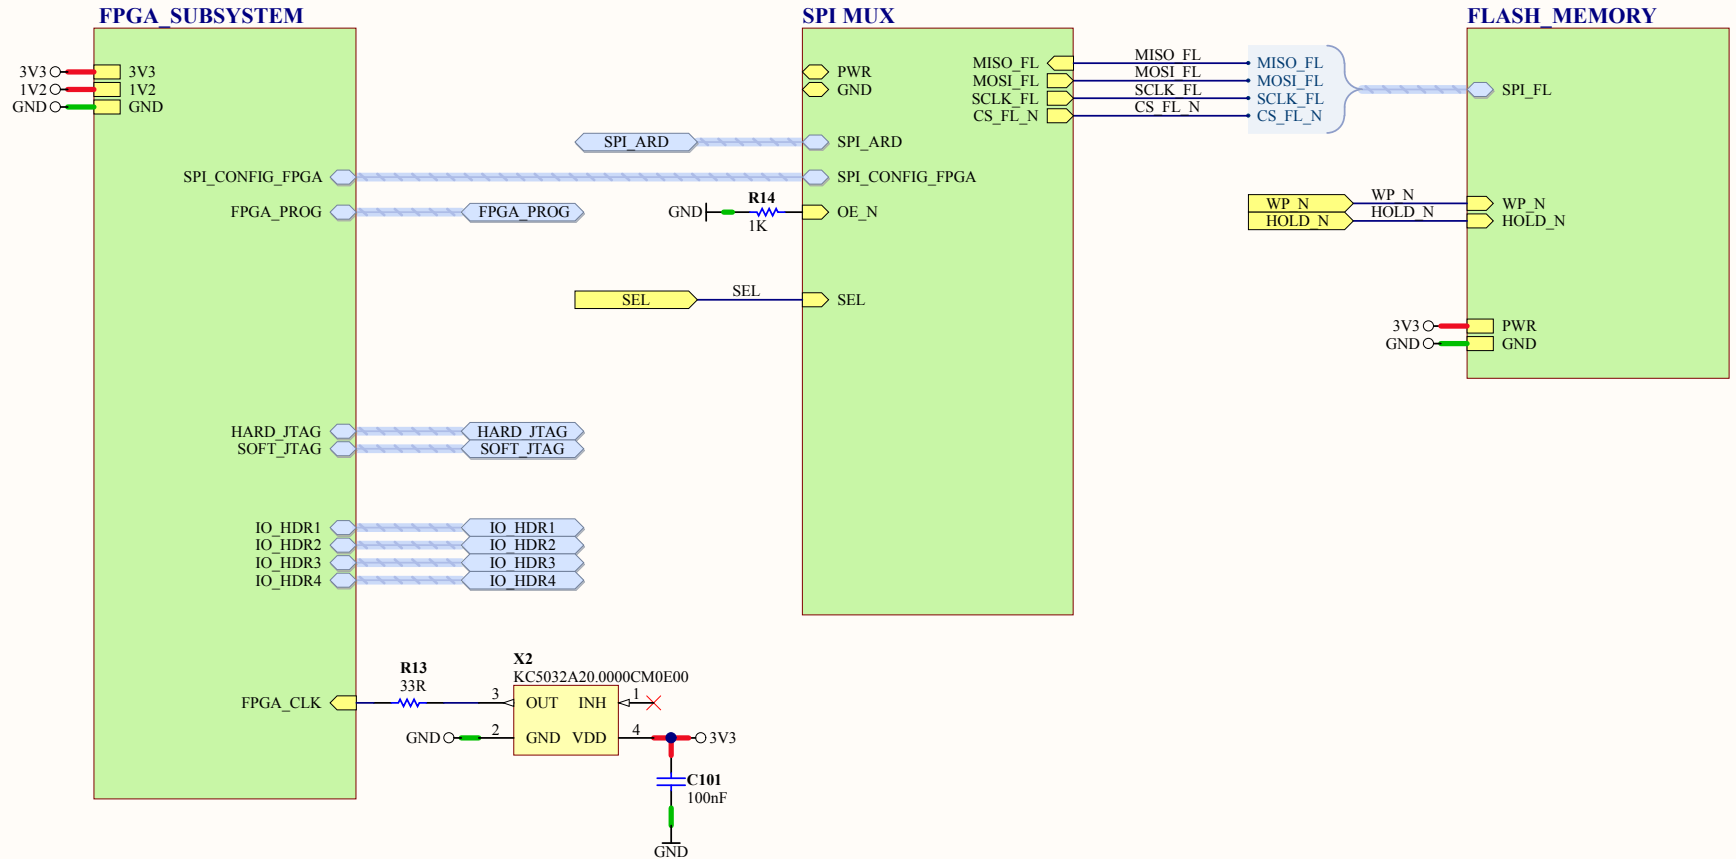 FPGA_SUBSYSTEM
3V3 3V3
1V2 1V2
GND GND
SPI_CONFIG_FPGA
FPGA_PROG FPGA_PROG
HARD_JTAG HARD_JTAG
SOFT_JTAG SOFT_JTAG
IO_HDR1 IO_HDR1
IO_HDR2 IO_HDR2
IO_HDR3 IO_HDR3
IO_HDR4 IO_HDR4
FPGA_CLK
R13
33R
X2
KC5032A20.0000CM0E00
3 OUT INH 1
GND 2 GND VDD 4 3V3
C101
100nF
GND
SPI MUX
PWR
GND
SPI_ARD SPI_ARD
SPI_CONFIG_FPGA
R14
GND OE_N
1K
SEL SEL SEL
MISO_FL MISO_FL MISO_FL
MOSI_FL MOSI_FL MOSI_FL
SCLK_FL SCLK_FL SCLK_FL
CS_FL_N CS_FL_N CS_FL_N
FLASH_MEMORY
SPI_FL
WP_N WP_N WP_N
HOLD_N HOLD_N HOLD_N
3V3 PWR
GND GND